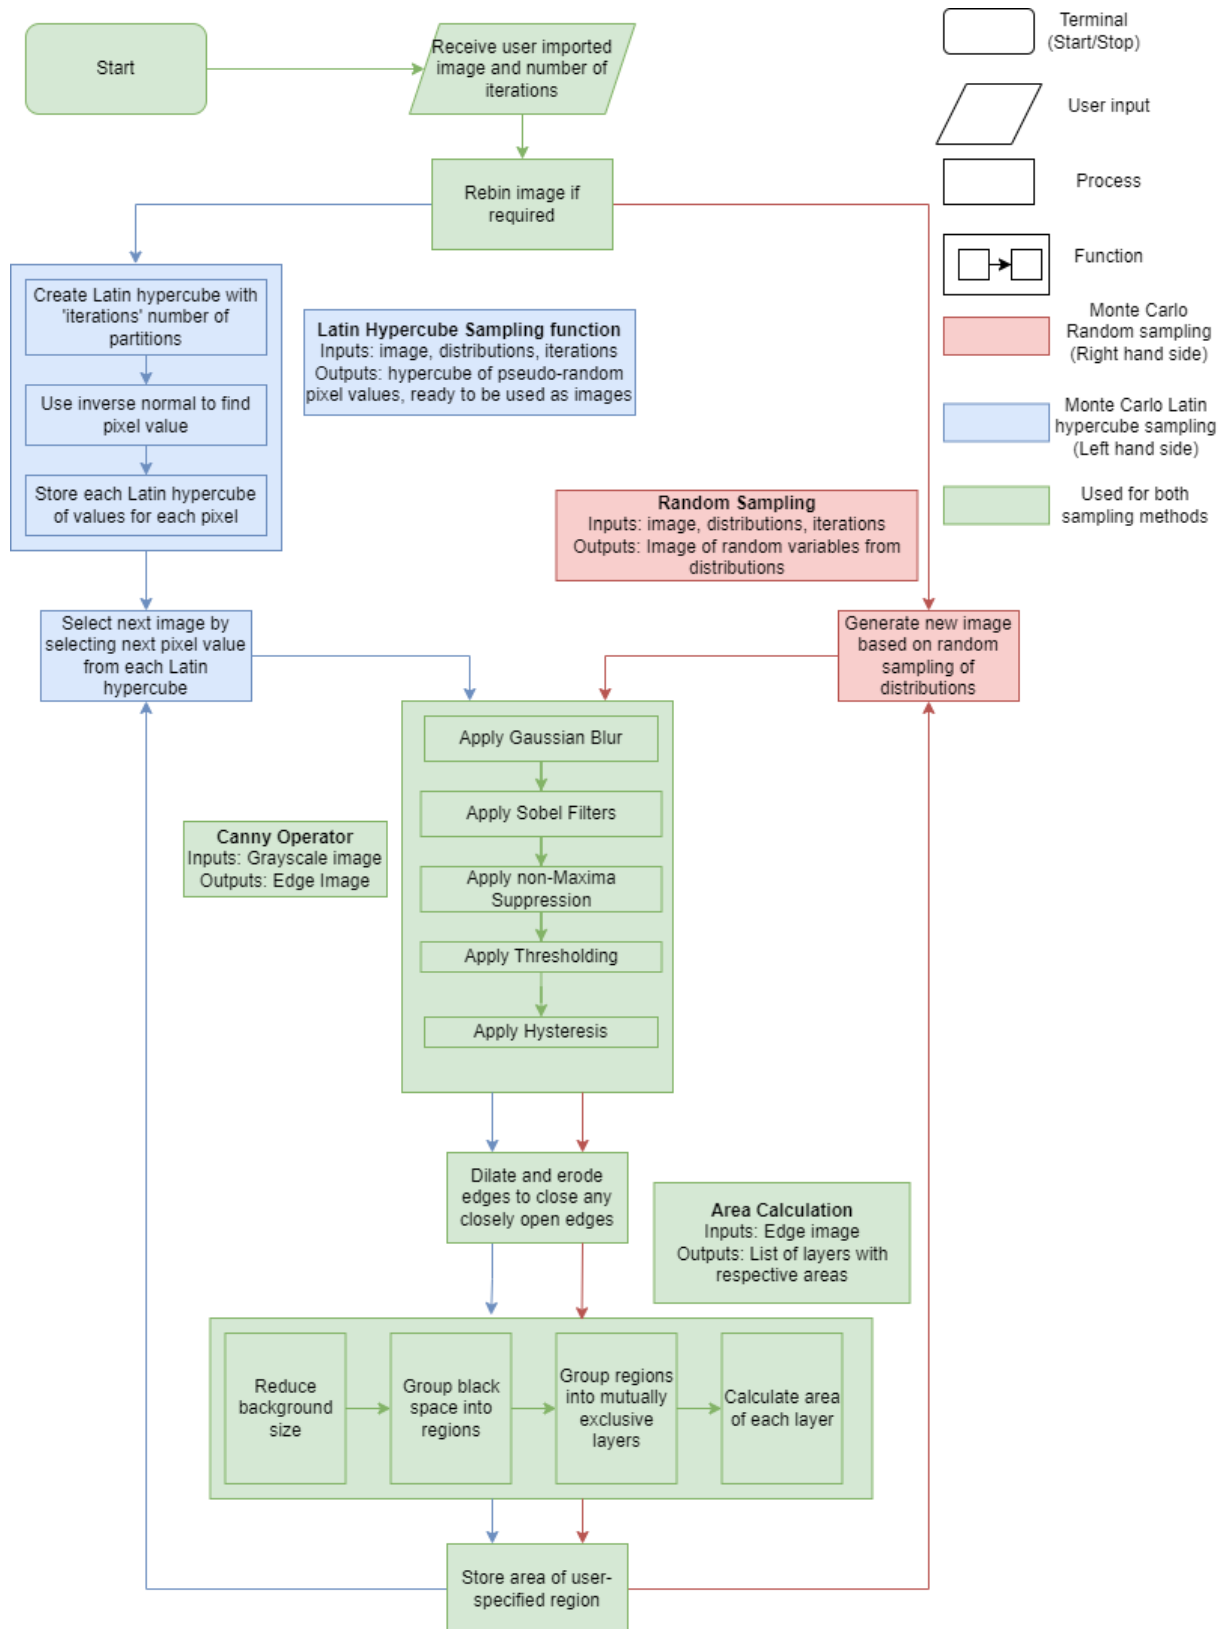 Start
Receive user imported
image and number of
iterations
Rebin image if
required
Create Latin hypercube with
'iterations' number of
partitions
Use inverse normal to find
pixel value
Store each Latin hypercube
of values for each pixel
Latin Hypercube Sampling function
Inputs: image, distributions, iterations
Outputs: hypercube of pseudo-random
pixel values, ready to be used as images
Random Sampling
Inputs: image, distributions, iterations
Outputs: Image of random variables from
distributions
Select next image by
selecting next pixel value
from each Latin
hypercube
Generate new image
based on random
sampling of
distributions
Apply Gaussian Blur
Apply Sobel Filters
Apply non-Maxima
Suppression
Apply Thresholding
Apply Hysteresis
Canny Operator
Inputs: Grayscale image
Outputs: Edge Image
Dilate and erode
edges to close any
closely open edges
Area Calculation
Inputs: Edge image
Outputs: List of layers with
respective areas
Reduce
background
size
Group black
space into
regions
Group regions
into mutually
exclusive
layers
Calculate area
of each layer
Store area of user-
specified region
Terminal
(Start/Stop)
User input
Process
Function
Monte Carlo
Random sampling
(Right hand side)
Monte Carlo Latin
hypercube sampling
(Left hand side)
Used for both
sampling methods